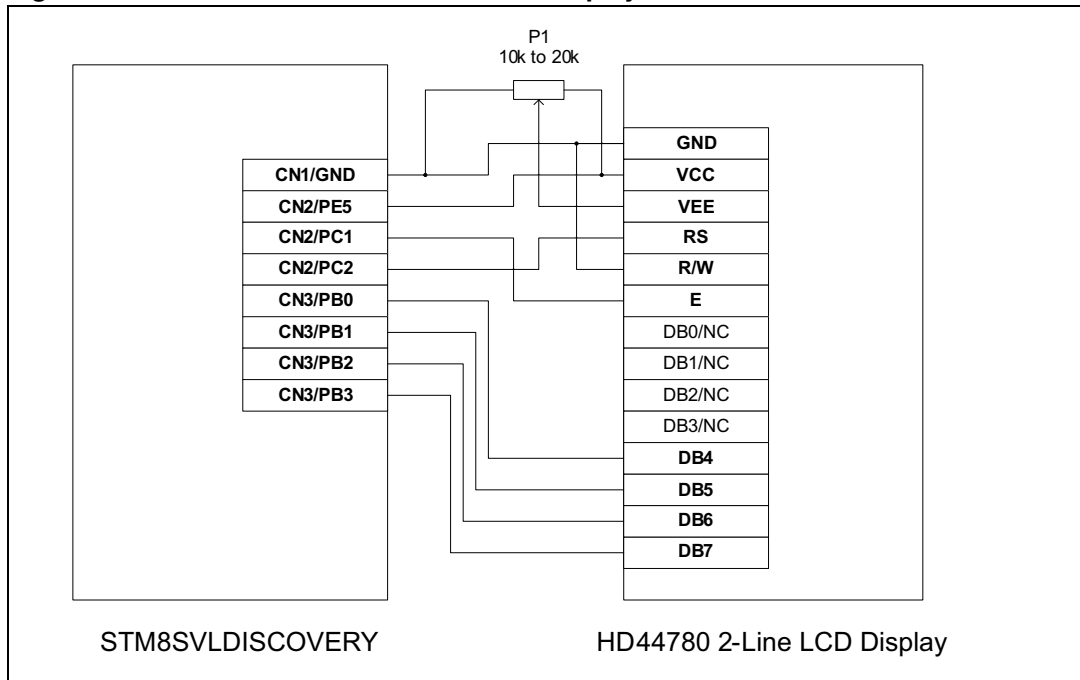 P1
10k to 20k
CN1/GND
CN2/PE5
CN2/PC1
CN2/PC2
CN3/PB0
CN3/PB1
CN3/PB2
CN3/PB3
GND
VCC
VEE
RS
R/W
E
DB0/NC
DB1/NC
DB2/NC
DB3/NC
DB4
DB5
DB6
DB7
STM8SVLDISCOVERY
HD44780 2-Line LCD Display